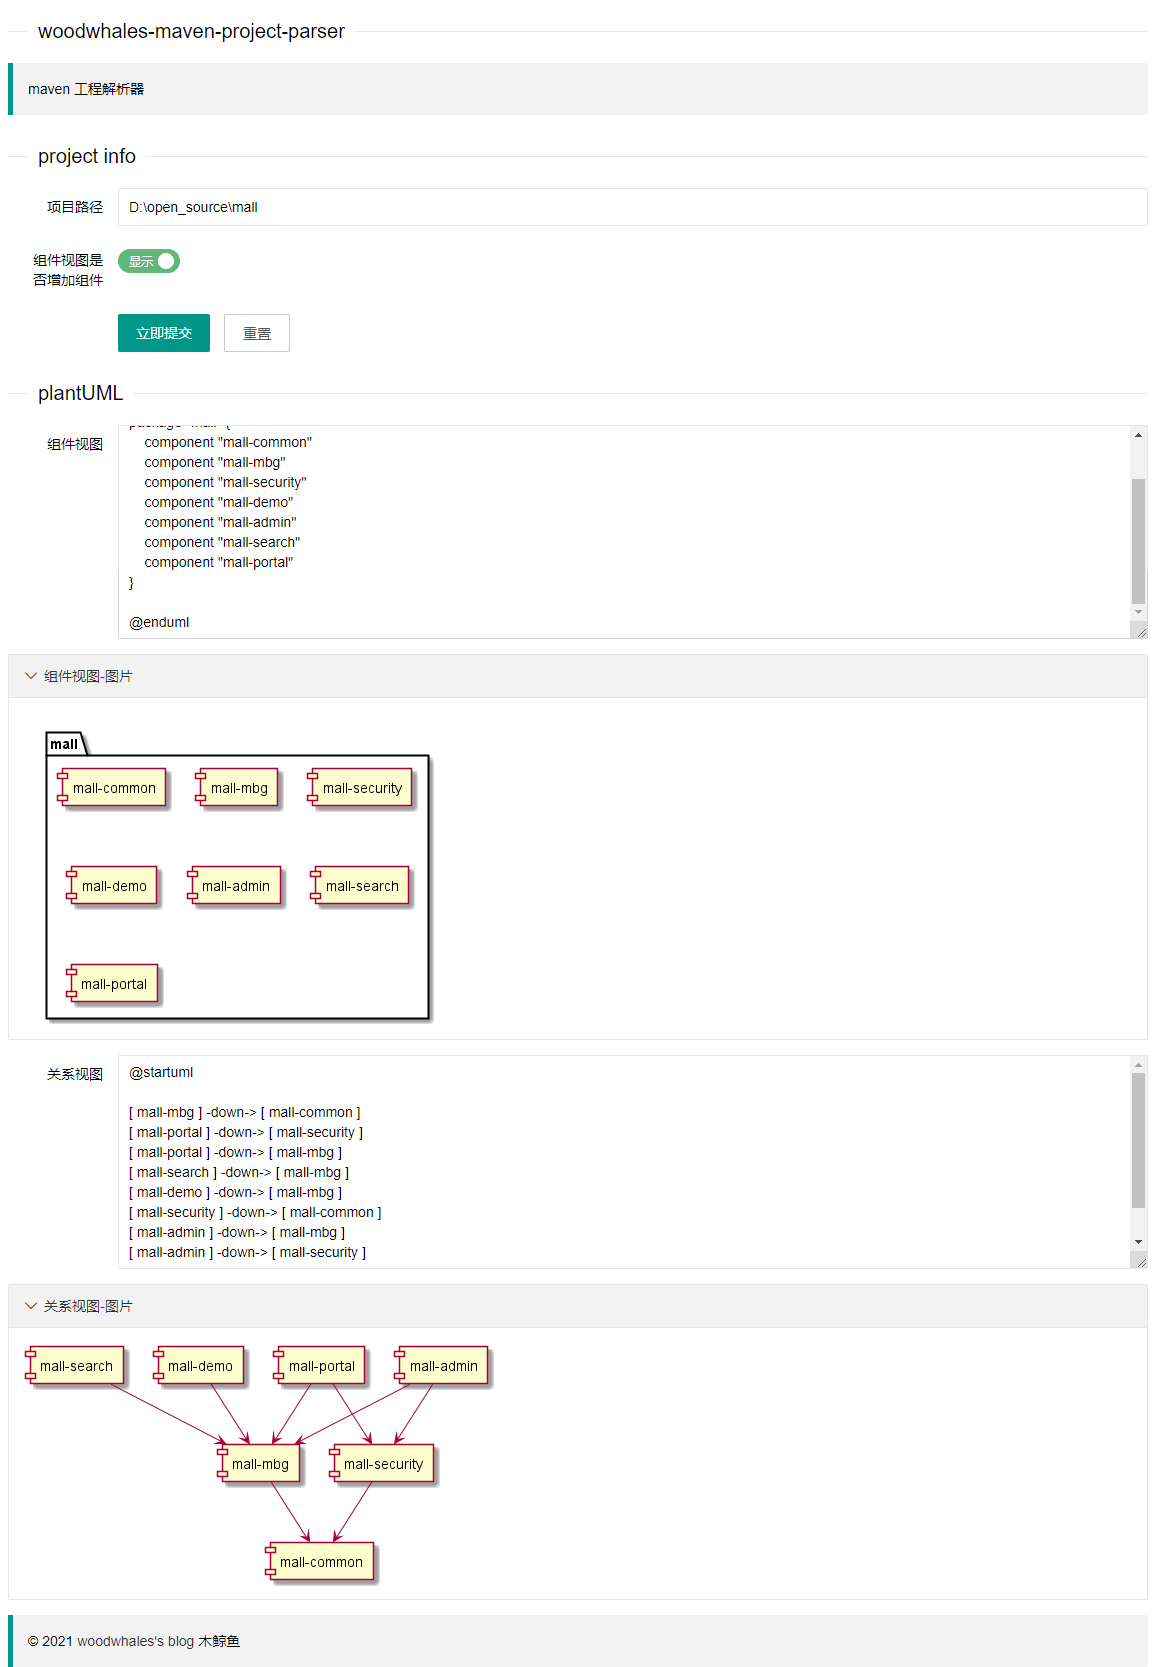 woodwhales-maven-project-parser
maven 工程解析器
project info
项目路径
D:\open_source\mall
组件视图是
否增加组件
显示
立即提交
重置
plantUML
组件视图
component "mall-common"
component "mall-mbg"
component "mall-security"
component "mall-demo"
component "mall-admin"
component "mall-search"
component "mall-portal"
}
@enduml
组件视图-图片
mall
mall-common
mall-mbg
mall-security
mall-demo
mall-admin
mall-search
mall-portal
关系视图
@startuml
[ mall-mbg ] -down-> [ mall-common ]
[ mall-portal ] -down-> [ mall-security ]
[ mall-portal ] -down-> [ mall-mbg ]
[ mall-search ] -down-> [ mall-mbg ]
[ mall-demo ] -down-> [ mall-mbg ]
[ mall-security ] -down-> [ mall-common ]
[ mall-admin ] -down-> [ mall-mbg ]
[ mall-admin ] -down-> [ mall-security ]
关系视图-图片
mall-search
mall-demo
mall-portal
mall-admin
mall-mbg
mall-security
mall-common
© 2021 woodwhales's blog 木鲸鱼